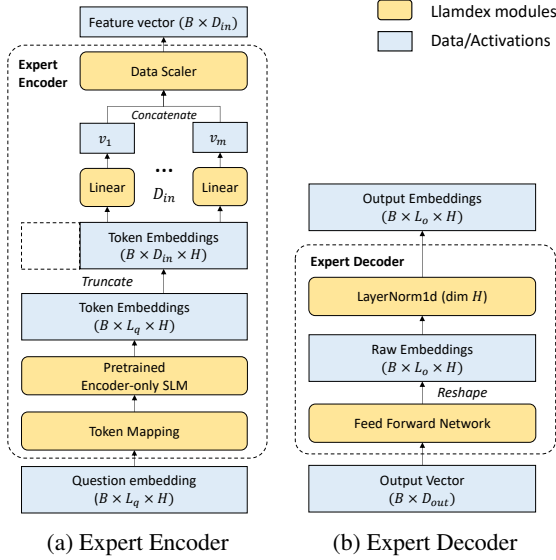 Llamdex modules
Data/Activations
Feature vector (B × D_in)
Expert
Encoder
Data Scaler
Concatenate
v_1
v_m
...
Linear
D_in
Linear
Token Embeddings
(B × D_in × H)
Truncate
Token Embeddings
(B × L_q × H)
Pretrained
Encoder-only SLM
Token Mapping
Question embedding
(B × L_q × H)
(a) Expert Encoder
Output Embeddings
(B × L_o × H)
Expert Decoder
LayerNorm1d (dim H)
Raw Embeddings
(B × L_o × H)
Reshape
Feed Forward Network
Output Vector
(B × D_out)
(b) Expert Decoder